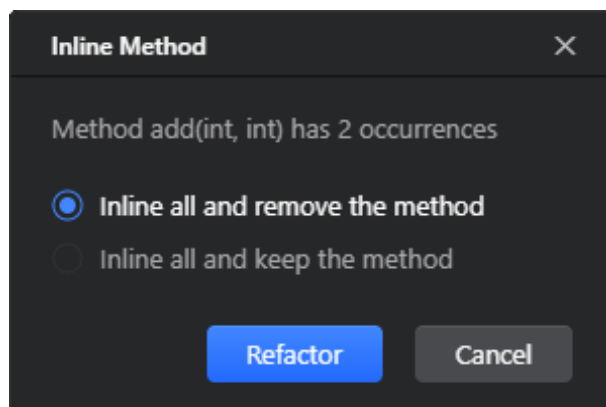 Inline Method
Method add(int, int) has 2 occurrences
Inline all and remove the method
Inline all and keep the method
Refactor Cancel